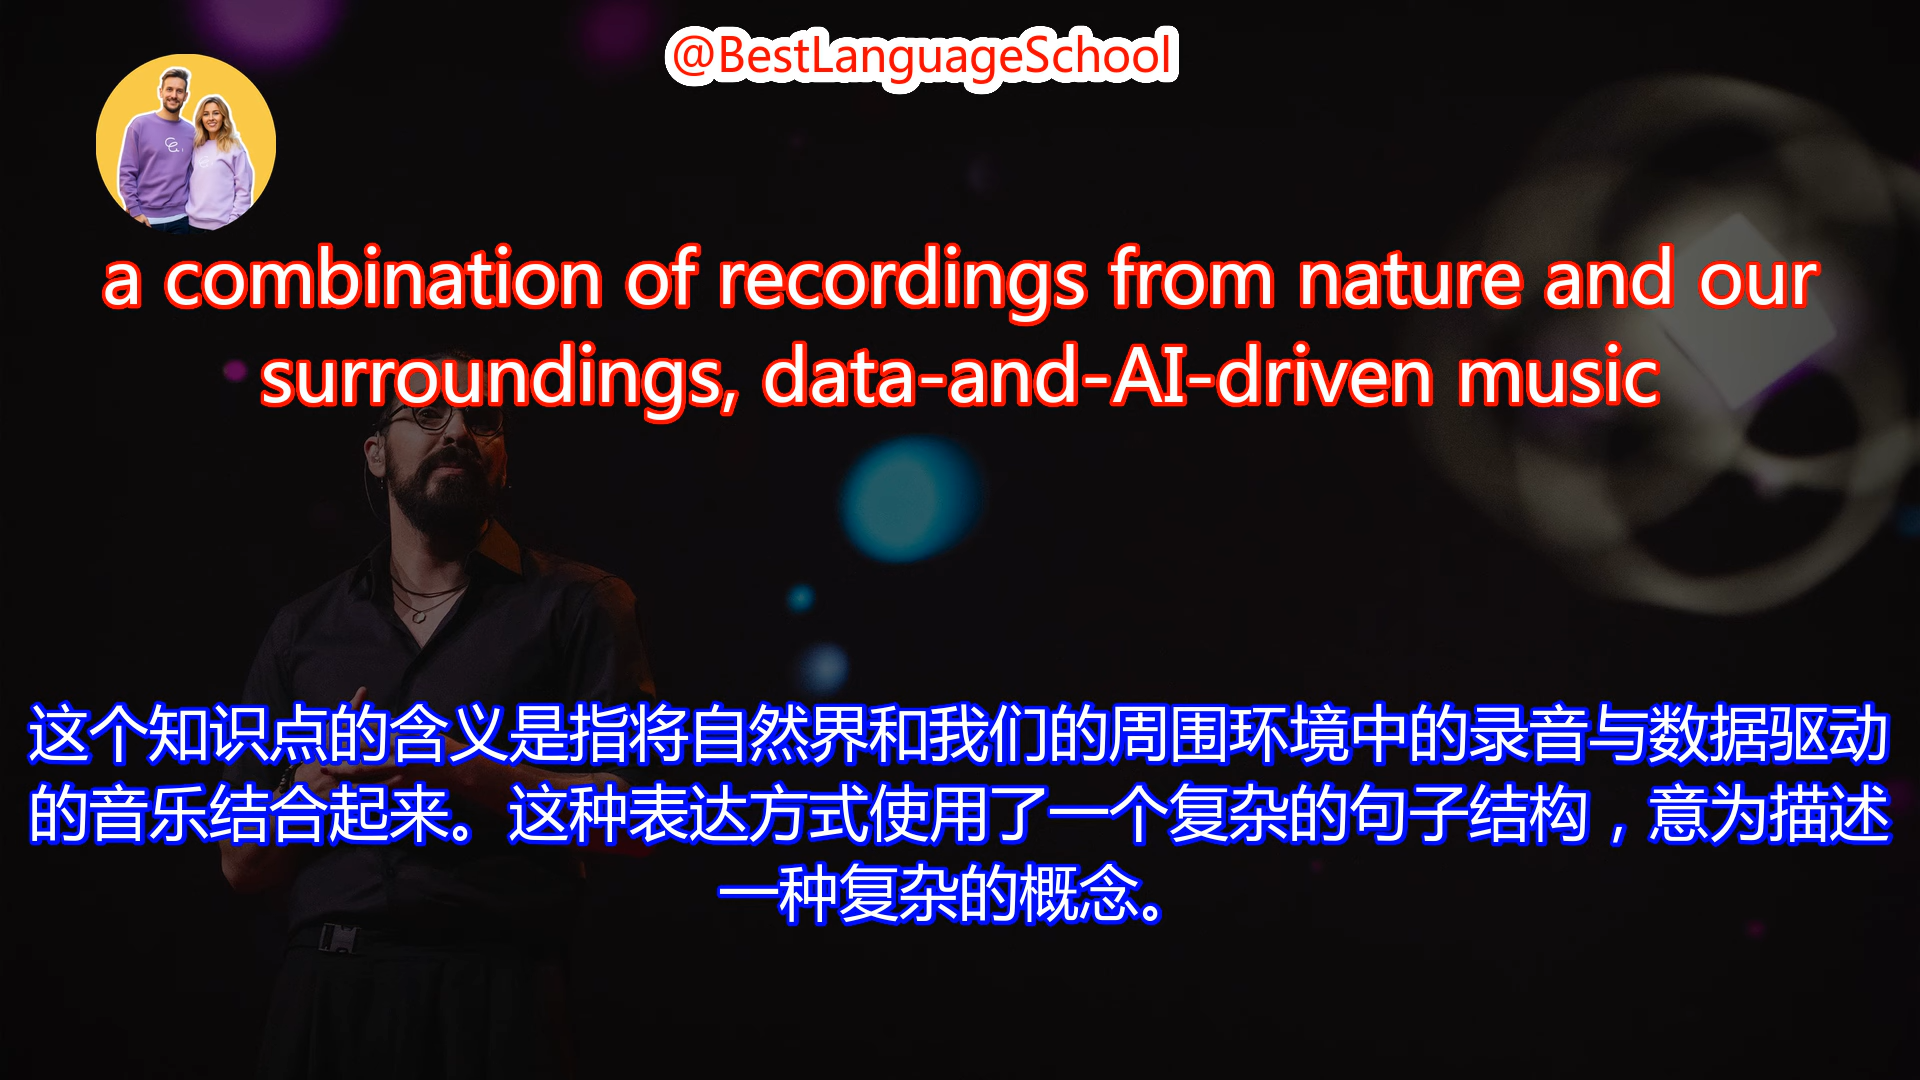 @BestLanguageSchool
a combination of recordings from nature and our
surroundings, data-and-AI-driven music
这个知识点的含义是指将自然界和我们的周围环境中的录音与数据驱动
的音乐结合起来。这种表达方式使用了一个复杂的句子结构，意为描述
一种复杂的概念。